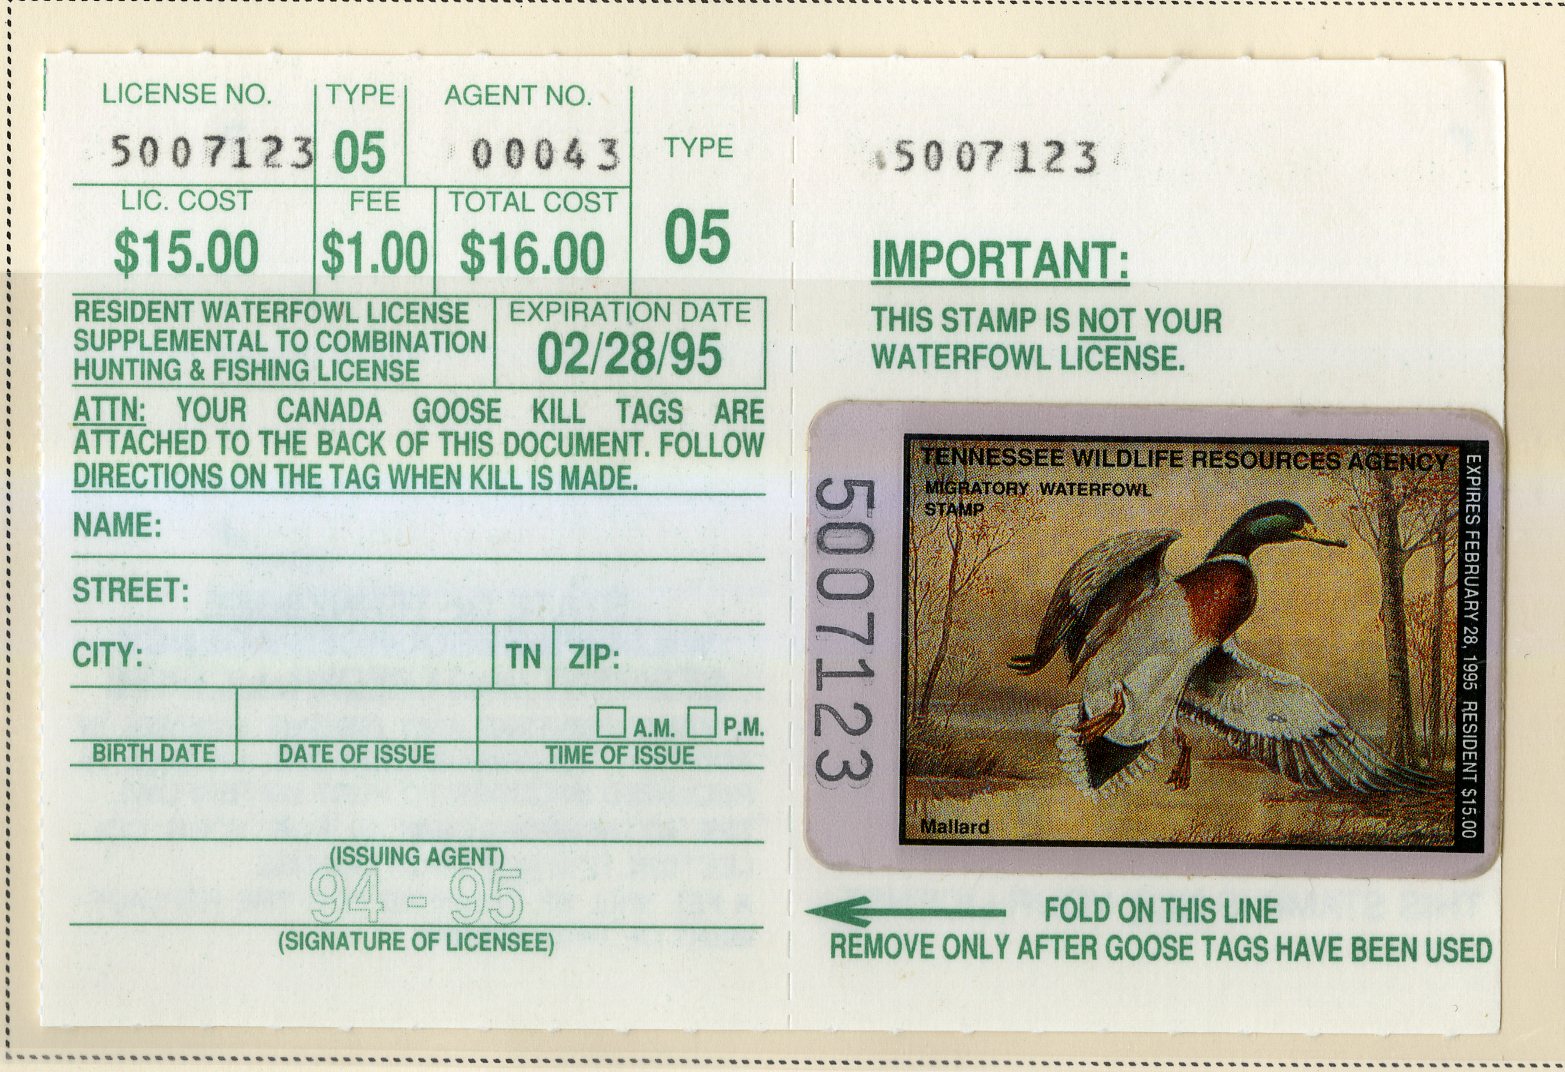 LICENSE NO.
TYPE
AGENT NO.
5007123
05
00043
TYPE
05
LIC. COST
FEE
TOTAL COST
$15.00
$1.00
$16.00
RESIDENT WATERFOWL LICENSE
SUPPLEMENTAL TO COMBINATION
HUNTING & FISHING LICENSE
EXPIRATION DATE
02/28/95
ATTN: YOUR CANADA GOOSE KILL TAGS ARE
ATTACHED TO THE BACK OF THIS DOCUMENT. FOLLOW
DIRECTIONS ON THE TAG WHEN KILL IS MADE.
NAME:
STREET:
CITY:
TN
ZIP:
A.M.
P.M.
BIRTH DATE
DATE OF ISSUE
TIME OF ISSUE
(ISSUING AGENT)
94 - 95
(SIGNATURE OF LICENSEE)
5007123
IMPORTANT:
THIS STAMP IS NOT YOUR
WATERFOWL LICENSE.
5007123
TENNESSEE WILDLIFE RESOURCES AGENCY
MIGRATORY WATERFOWL
STAMP
Mallard
EXPIRES FEBRUARY 28, 1995 RESIDENT $15.00
FOLD ON THIS LINE
REMOVE ONLY AFTER GOOSE TAGS HAVE BEEN USED